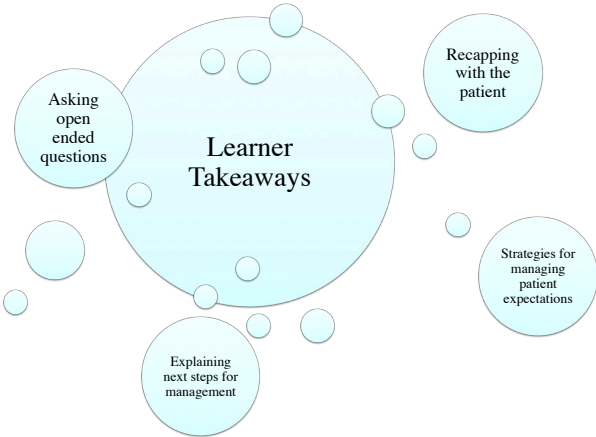 Learner
Takeaways
Asking
open
ended
questions
Recapping
with the
patient
Strategies for
managing
patient
expectations
Explaining
next steps for
management